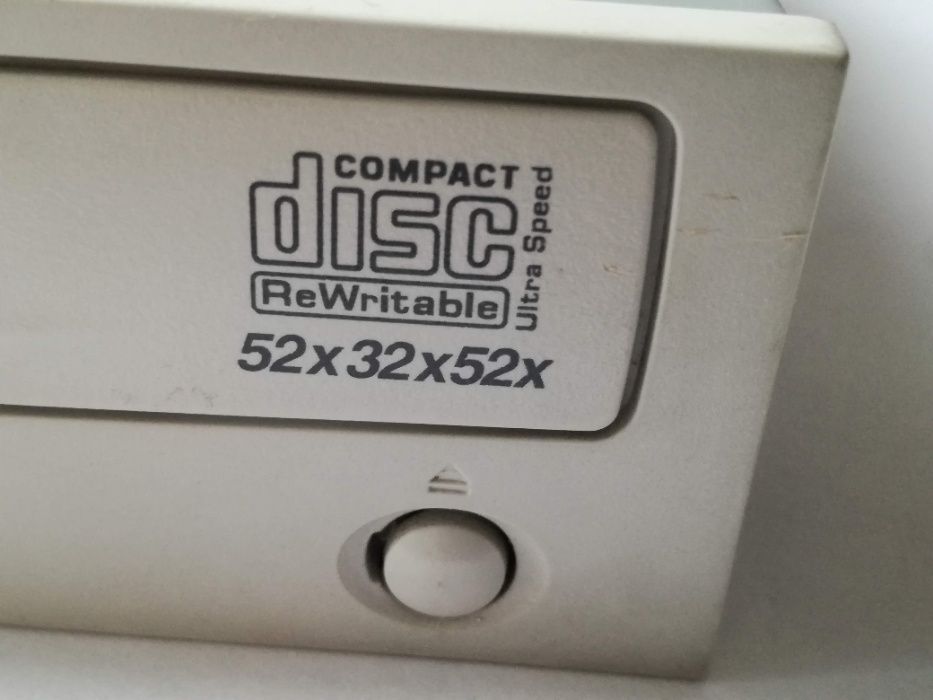 COMPACT
disc
ReWritable
Ultra Speed
52x32x52x